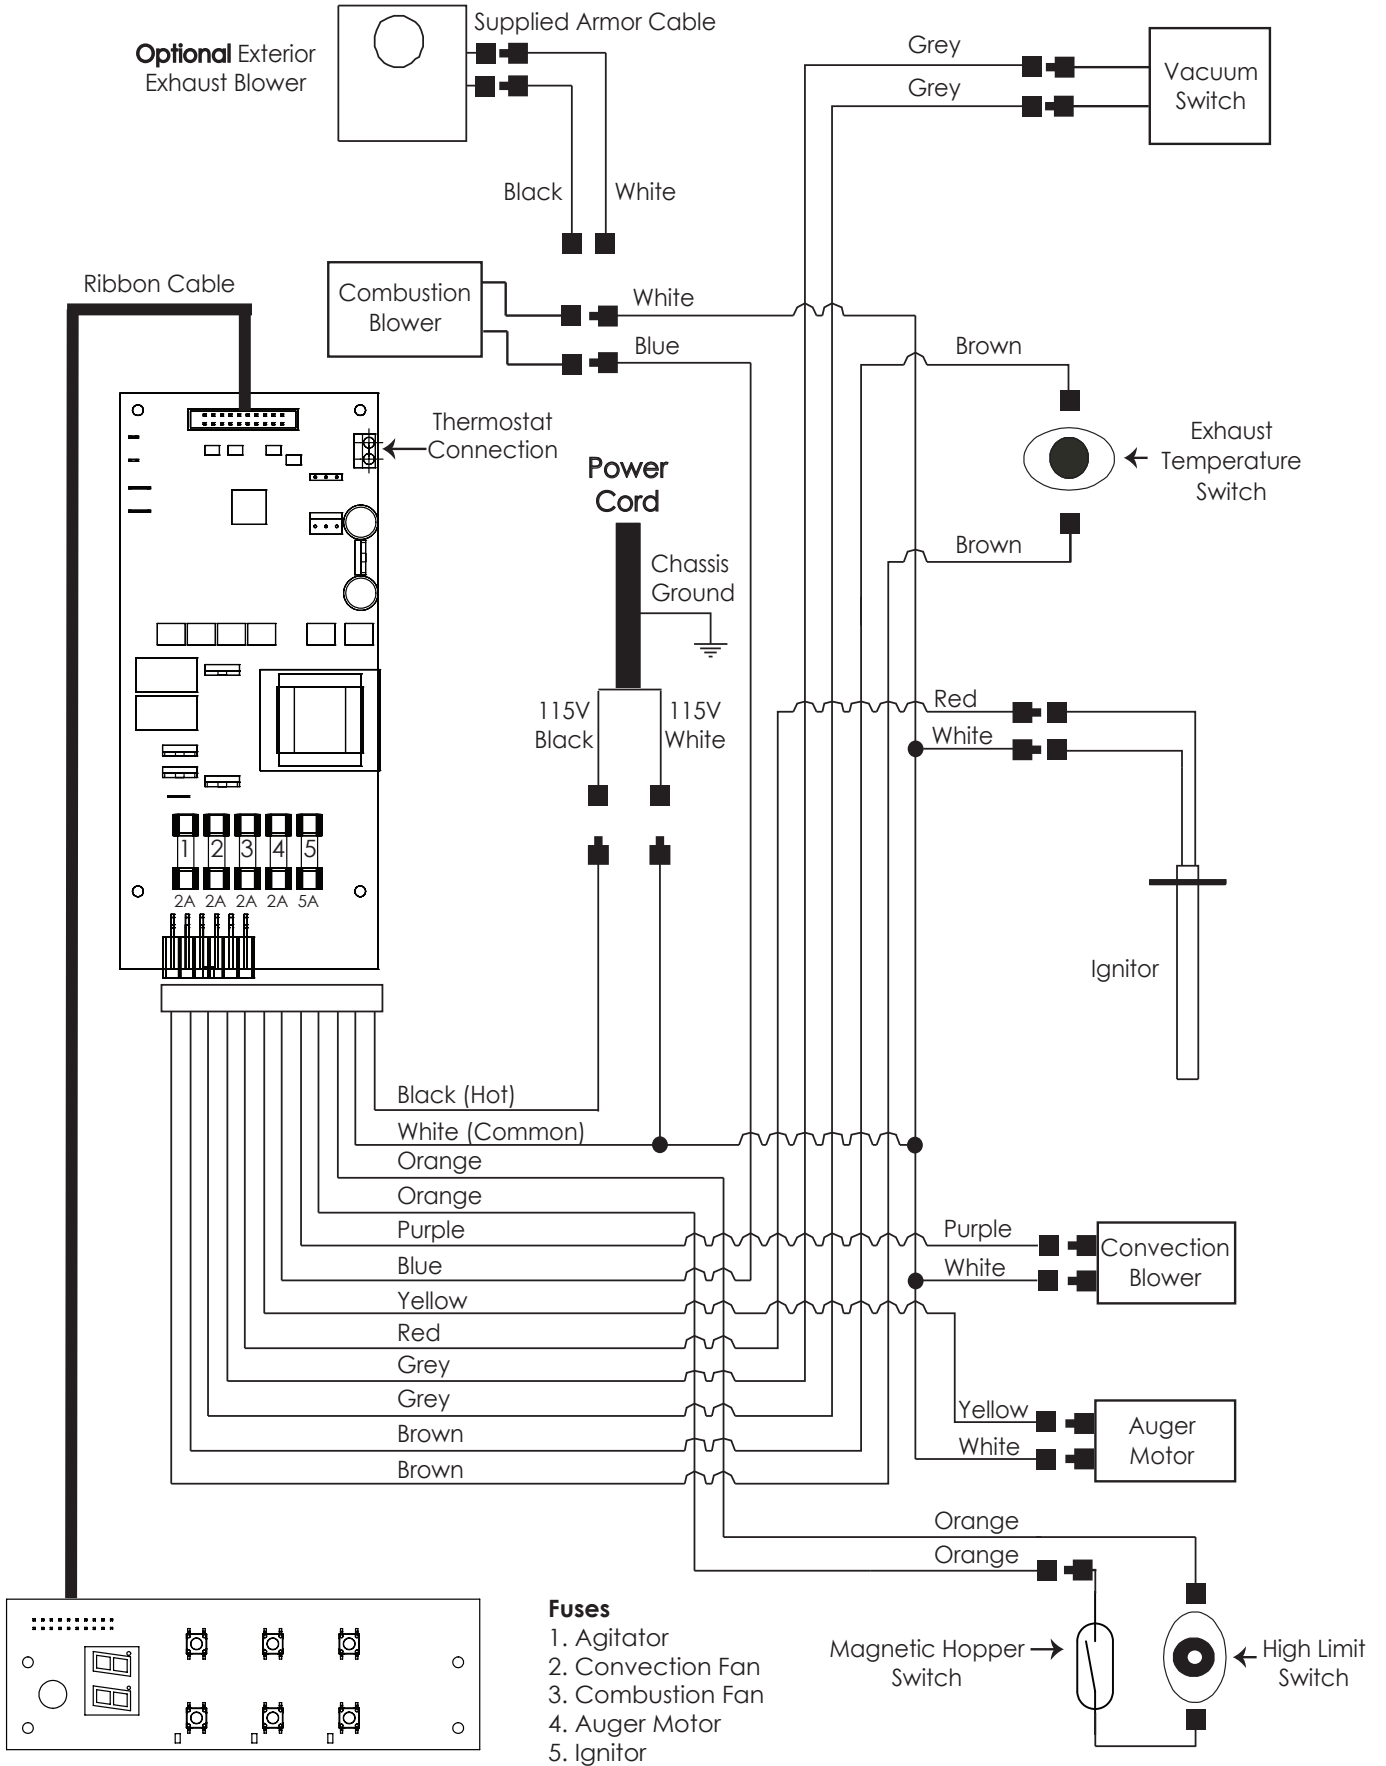 Supplied Armor Cable
Optional Exterior
Exhaust Blower
Grey
Grey
Vacuum
Switch
Black
White
Ribbon Cable
Combustion
Blower
White
Blue
Brown
Thermostat
Connection
Exhaust
Temperature
Switch
Power
Cord
Brown
Chassis
Ground
115V
Black
115V
White
Red
White
1
2
3
4
5
2A
2A
2A
2A
5A
Ignitor
Black (Hot)
White (Common)
Orange
Orange
Purple
Blue
Yellow
Red
Grey
Grey
Brown
Brown
Purple
White
Convection
Blower
Yellow
White
Auger
Motor
Orange
Orange
Magnetic Hopper
Switch
High Limit
Switch
Fuses
1. Agitator
2. Convection Fan
3. Combustion Fan
4. Auger Motor
5. Ignitor